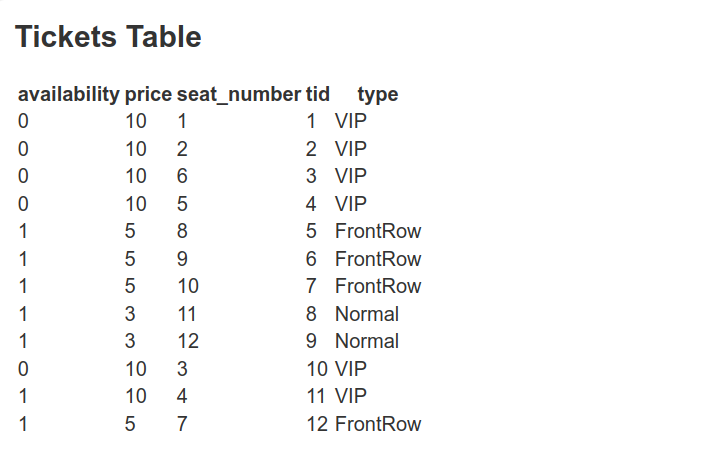 Tickets Table
availability price seat_number tid type
0 10 1 1 VIP
0 10 2 2 VIP
0 10 6 3 VIP
0 10 5 4 VIP
1 5 8 5 FrontRow
1 5 9 6 FrontRow
1 5 10 7 FrontRow
1 3 11 8 Normal
1 3 12 9 Normal
0 10 3 10 VIP
1 10 4 11 VIP
1 5 7 12 FrontRow